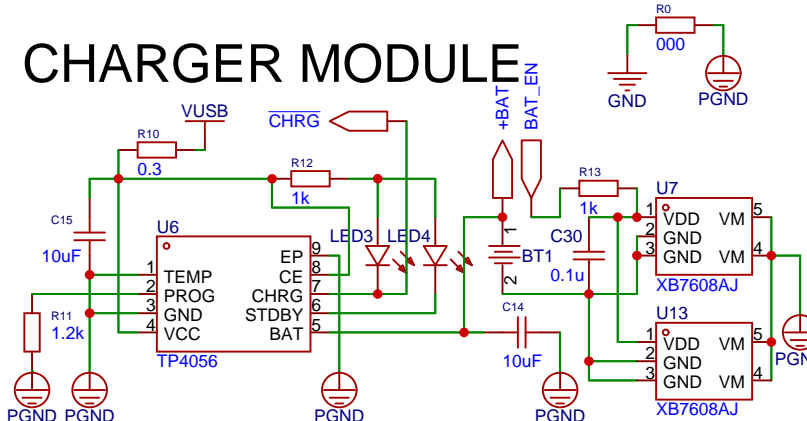 CHARGER MODULE
R0
000
GND
PGND
VUSB
CHRG
+BAT
BAT_EN
R10
0.3
R12
1k
R13
1k
C15
10uF
U6
LED3
LED4
1
BT1
2
C30
0.1u
U7
1 VDD VM 5
2 GND
3 GND VM 4
XB7608AJ
EP 9
1 TEMP CE 8
2 PROG CHRG 7
3 GND STDBY 6
4 VCC BAT 5
TP4056
R11
1.2k
C14
10uF
U13
1 VDD VM 5
2 GND
3 GND VM 4
XB7608AJ
PGN
PGND
PGND
PGND
PGND